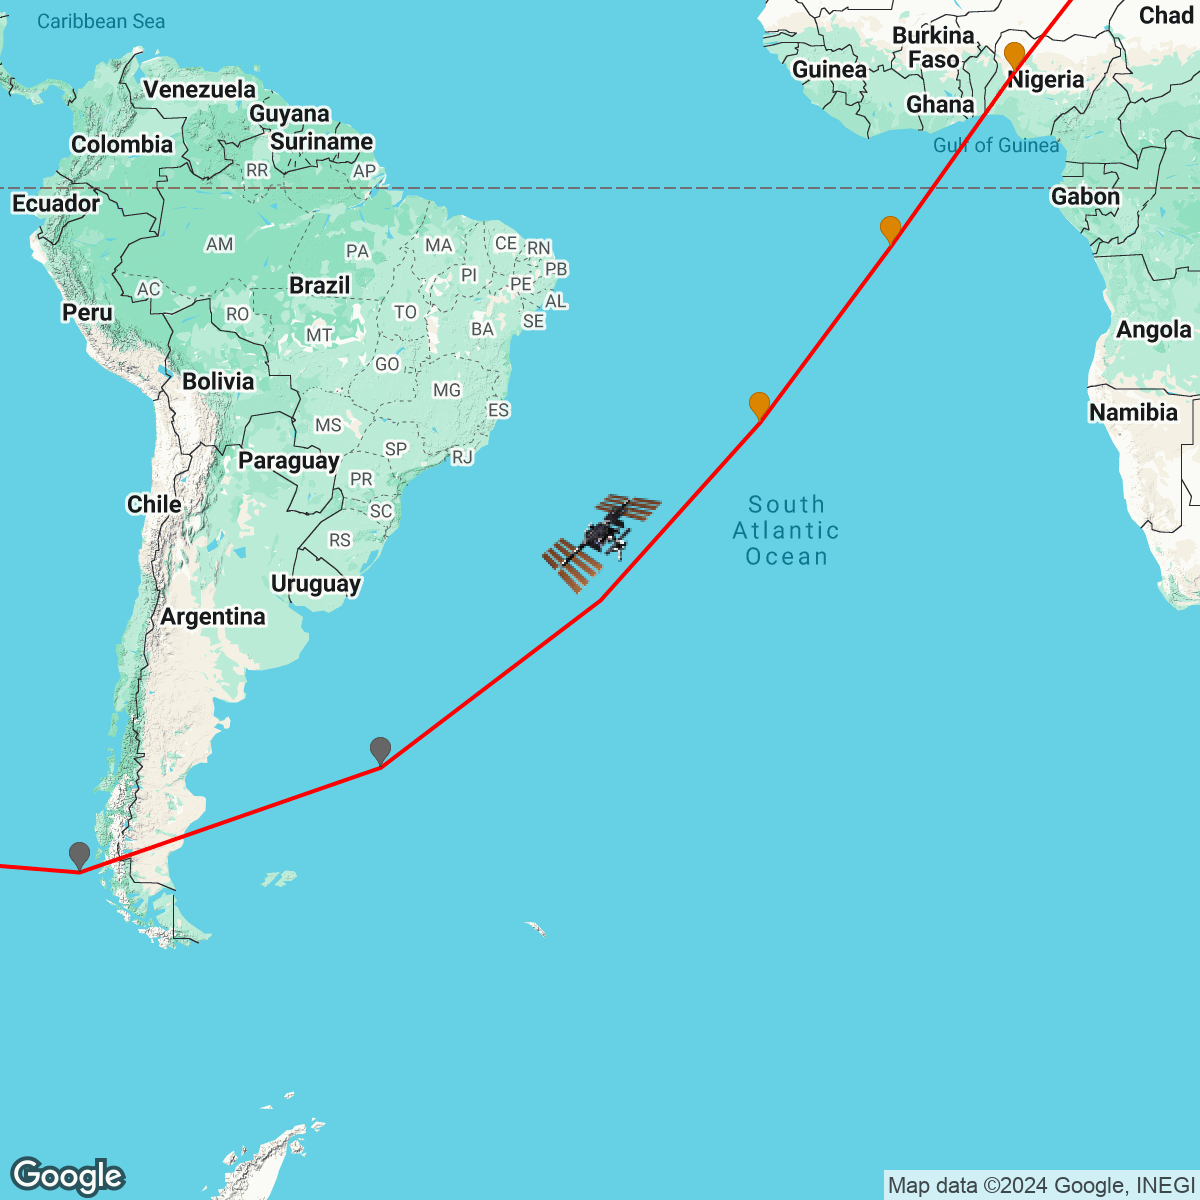 Caribbean Sea
Chad
Burkina
Faso
Guinea
Nigeria
Venezuela
Ghana
Guyana
Suriname
Colombia
Gulf of Guinea
RR
AP
Ecuador
Gabon
AM
PA
MA
CE
RN
PI
PB
PE
AC
Brazil
AL
TO
RO
SE
Peru
MT
BA
Angola
GO
Bolivia
MG
ES
Namibia
MS
SP
RJ
Paraguay
PR
Chile
SC
South
Atlantic
Ocean
RS
Uruguay
Argentina
Google
Map data ©2024 Google, INEGI